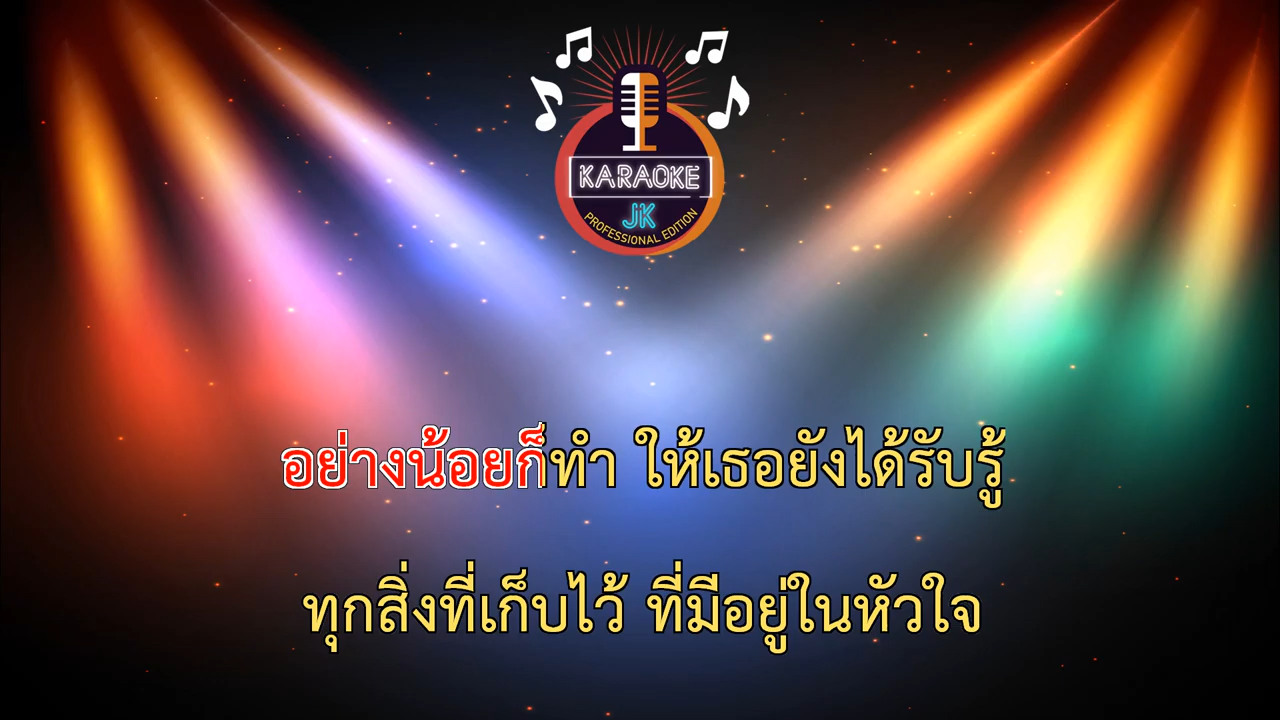 KARAOKE
JK
PROFESSIONAL EDITION
อย่างน้อยก็ทำ ให้เธอยังได้รับรู้
ทุกสิ่งที่เก็บไว้ ที่มีอยู่ในหัวใจ